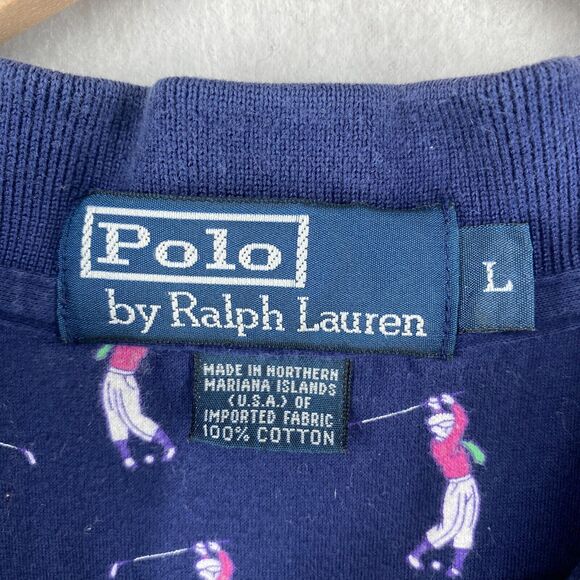 Polo
by Ralph Lauren
L
MADE IN NORTHERN
MARIANA ISLANDS
(U.S.A.) OF
IMPORTED FABRIC
100% COTTON